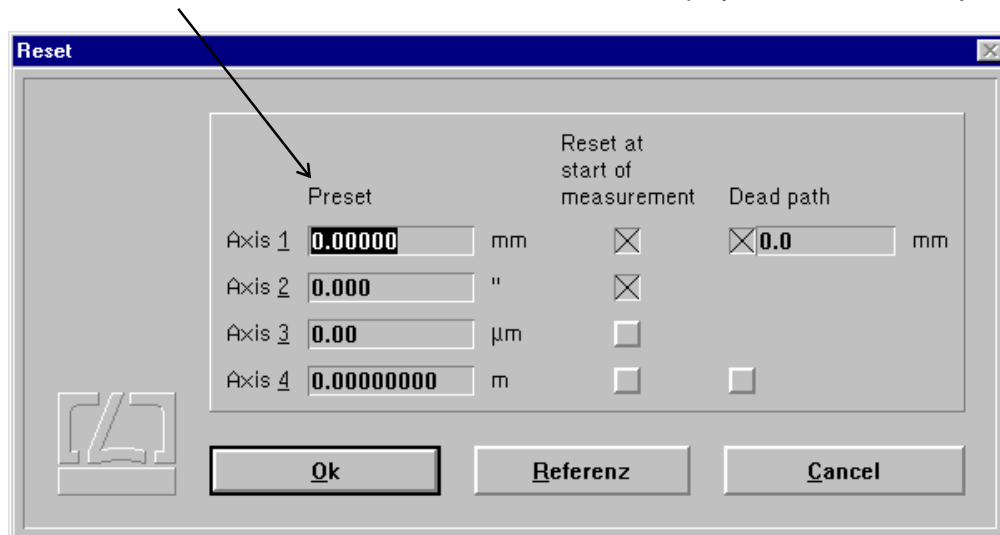 Reset
Reset at
start of
Preset measurement Dead path
Axis 1 0.00000 mm 0.0 mm
Axis 2 0.000 "
Axis 3 0.00 µm
Axis 4 0.00000000 m
Ok Referenz Cancel